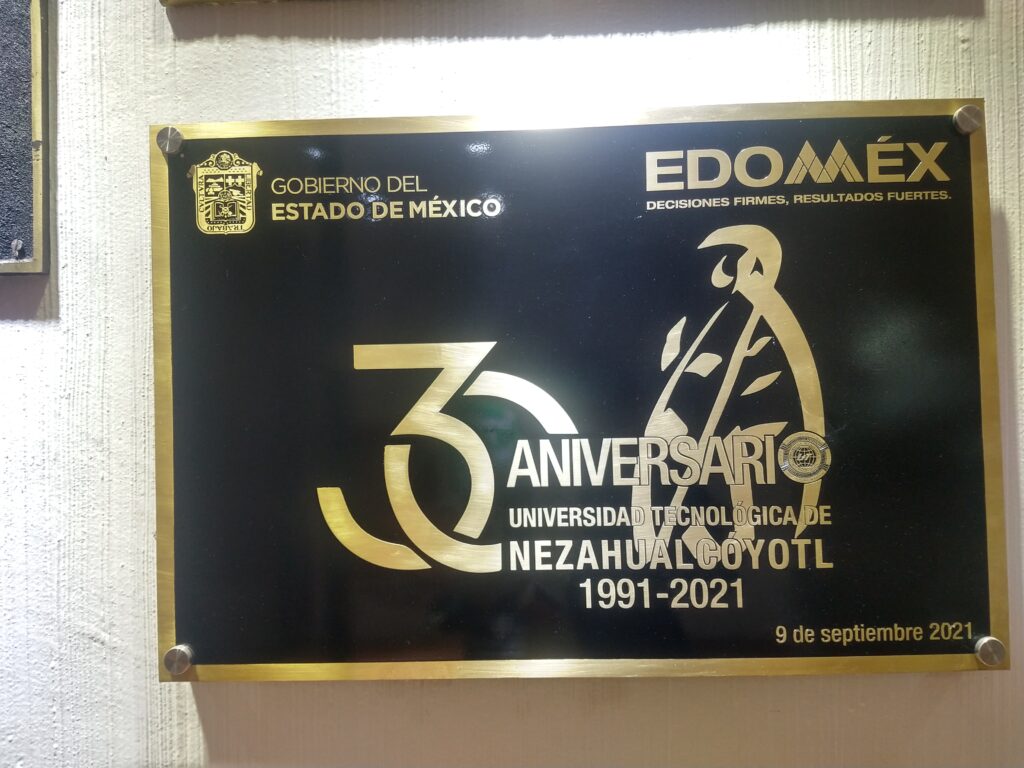 GOBIERNO DEL
ESTADO DE MÉXICO
TRABAJO
EDOMÉX
DECISIONES FIRMES, RESULTADOS FUERTES.
30
ANIVERSARIO
UNIVERSIDAD TECNOLÓGICA DE
NEZAHUALCÓYOTL
1991-2021
9 de septiembre 2021